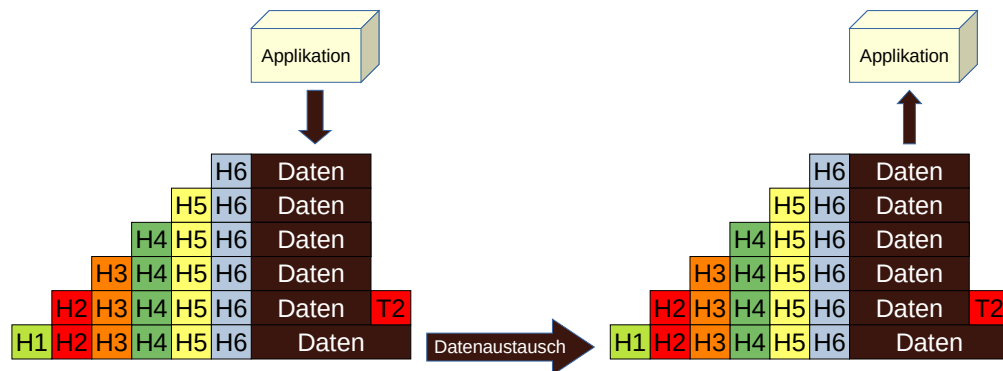 Applikation
Applikation
H6 Daten
H6 Daten
H5 H6 Daten
H5 H6 Daten
H4 H5 H6 Daten
H4 H5 H6 Daten
H3 H4 H5 H6 Daten
H3 H4 H5 H6 Daten
H2 H3 H4 H5 H6 Daten T2
H2 H3 H4 H5 H6 Daten T2
H1 H2 H3 H4 H5 H6 Daten
Datenaustausch
H1 H2 H3 H4 H5 H6 Daten